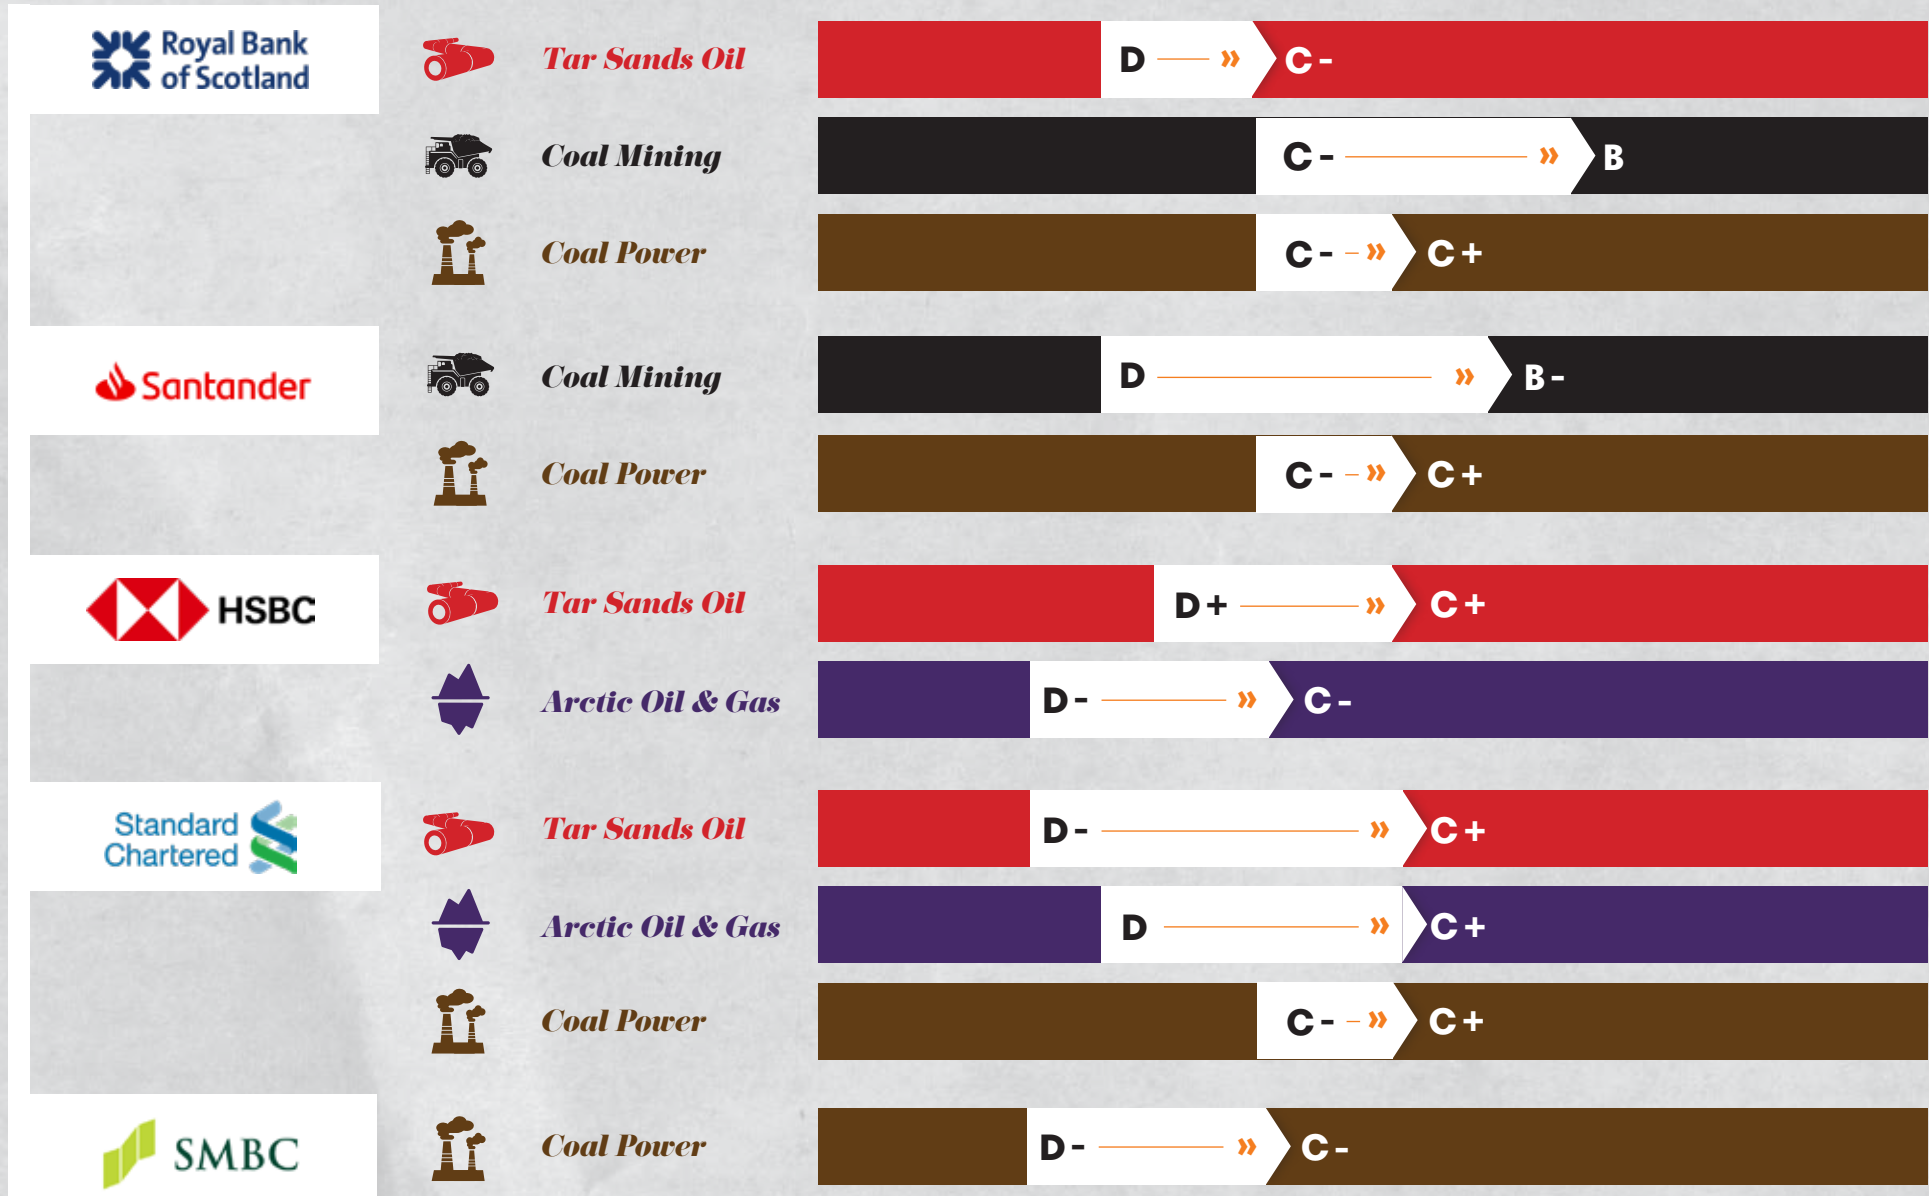 Royal Bank
of Scotland
Tar Sands Oil
D » C -
Coal Mining
C - » B
Coal Power
C - » C +
Santander
Coal Mining
D » B -
Coal Power
C - » C +
HSBC
Tar Sands Oil
D + » C +
Arctic Oil & Gas
D - » C -
Standard
Chartered
Tar Sands Oil
D - » C +
Arctic Oil & Gas
D » C +
Coal Power
C - » C +
SMBC
Coal Power
D - » C -